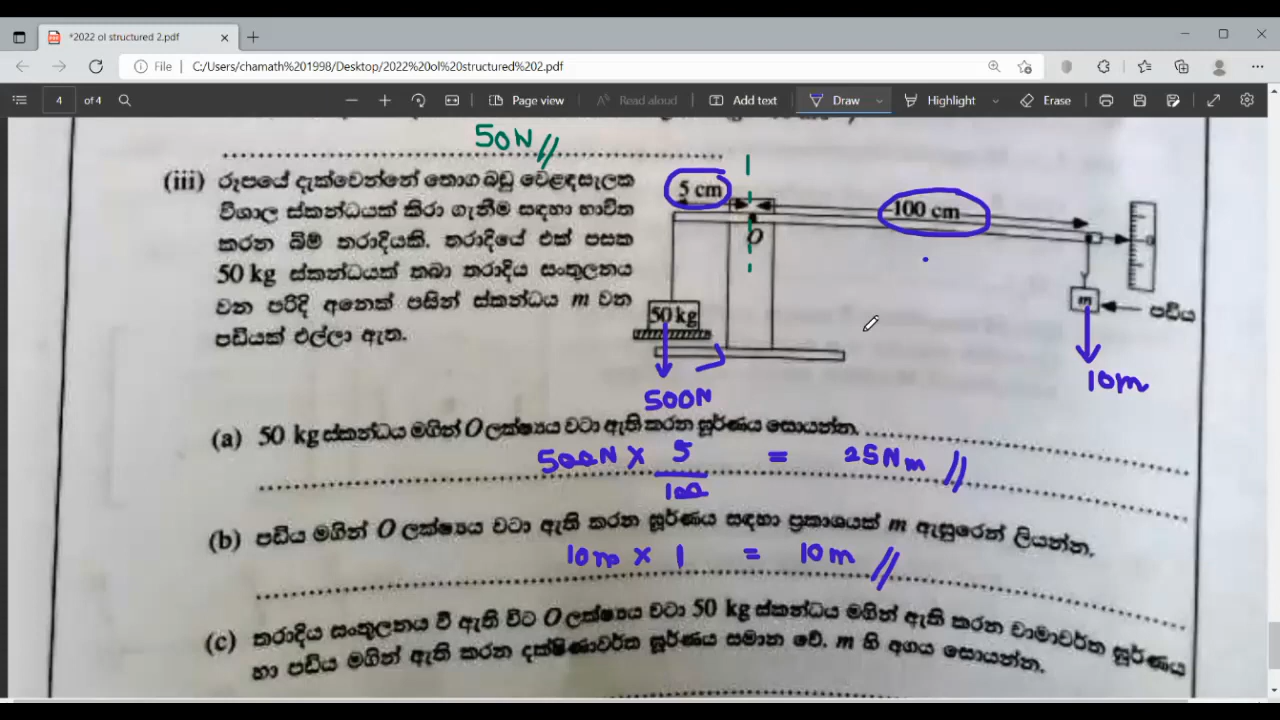 *2022 ol structured 2.pdf
File C:/Users/chamath%201998/Desktop/2022%20ol%20structured%202.pdf
4 of 4 Page view Read aloud Add text Draw Highlight Erase
50N
(iii) රූපයේ දැක්වෙන්නේ තොග බඩු වෙළඳසැලක
විශාල ස්කන්ධයක් කිරා ගැනීම සඳහා භාවිත
කරන බිම් තරාදියකි. තරාදියේ එක් පසක
50 kg ස්කන්ධයක් තබා තරාදිය සංතුලනය
වන පරිදි අනෙක් පසින් ස්කන්ධය m වන
පඩියක් එල්ලා ඇත.
5 cm
100 cm
O
50 kg
m
පඩිය
500N
10m
(a) 50 kg ස්කන්ධය මගින් O ලක්ෂ්‍යය වටා ඇති කරන සූර්ණය සොයන්න.
500N × 5/100 = 25Nm
(b) පඩිය මගින් O ලක්ෂ්‍යය වටා ඇති කරන සූර්ණය සඳහා ප්‍රකාශයක් m ඇසුරෙන් ලියන්න.
10m × 1 = 10m
(c) තරාදිය සංතුලනය වී ඇති විට O ලක්ෂ්‍යය වටා 50 kg ස්කන්ධය මගින් ඇති කරන වාමාවර්ත සූර්ණය
හා පඩිය මගින් ඇති කරන දක්ෂිණාවර්ත සූර්ණය සමාන වේ. m හි අගය සොයන්න.